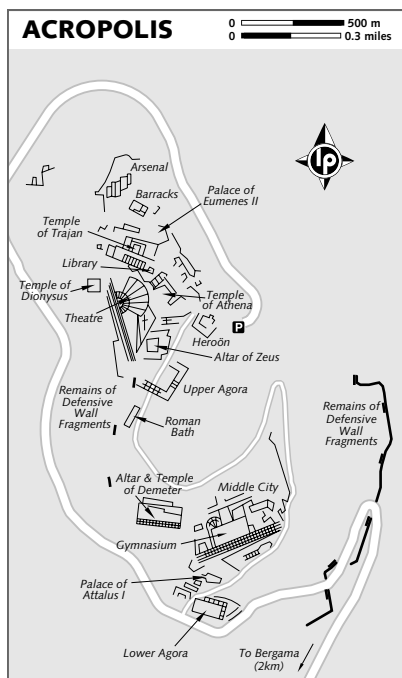 ACROPOLIS
0 500 m
0 0.3 miles
lp
Arsenal
Barracks
Palace of
Eumenes II
Temple
of Trajan
Library
Temple of
Dionysus
Temple
of Athena
Theatre
P
Heroön
Altar of Zeus
Upper Agora
Remains of
Defensive
Wall
Fragments
Remains of
Defensive
Wall
Fragments
Roman
Bath
Altar & Temple
of Demeter
Middle City
Gymnasium
Palace of
Attalus I
Lower Agora
To Bergama
(2km)